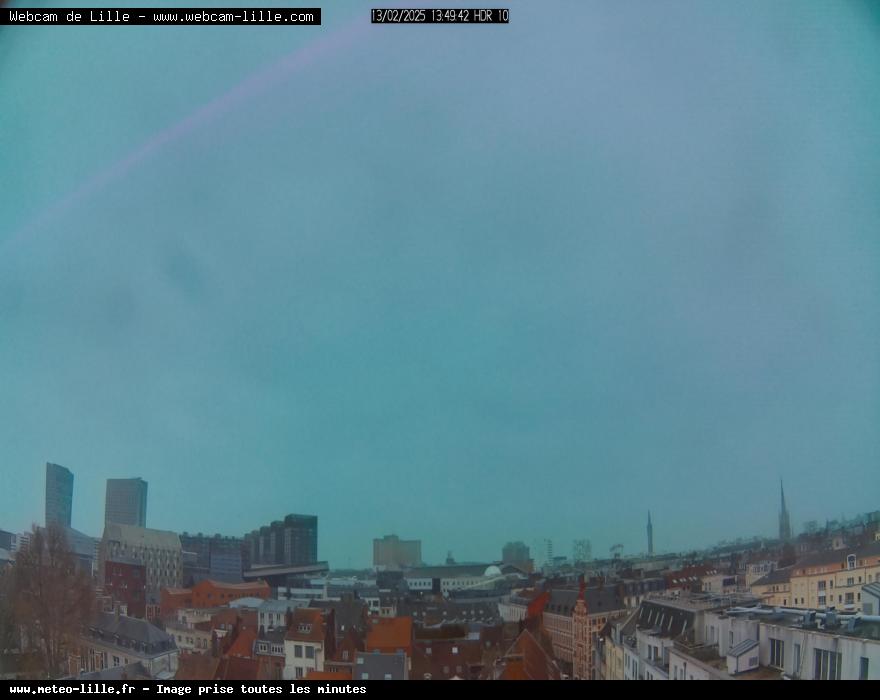 Webcam de Lille - www.webcam-lille.com
13/02/2025 13:49:42 HDR 10
www.meteo-lille.fr - Image prise toutes les minutes